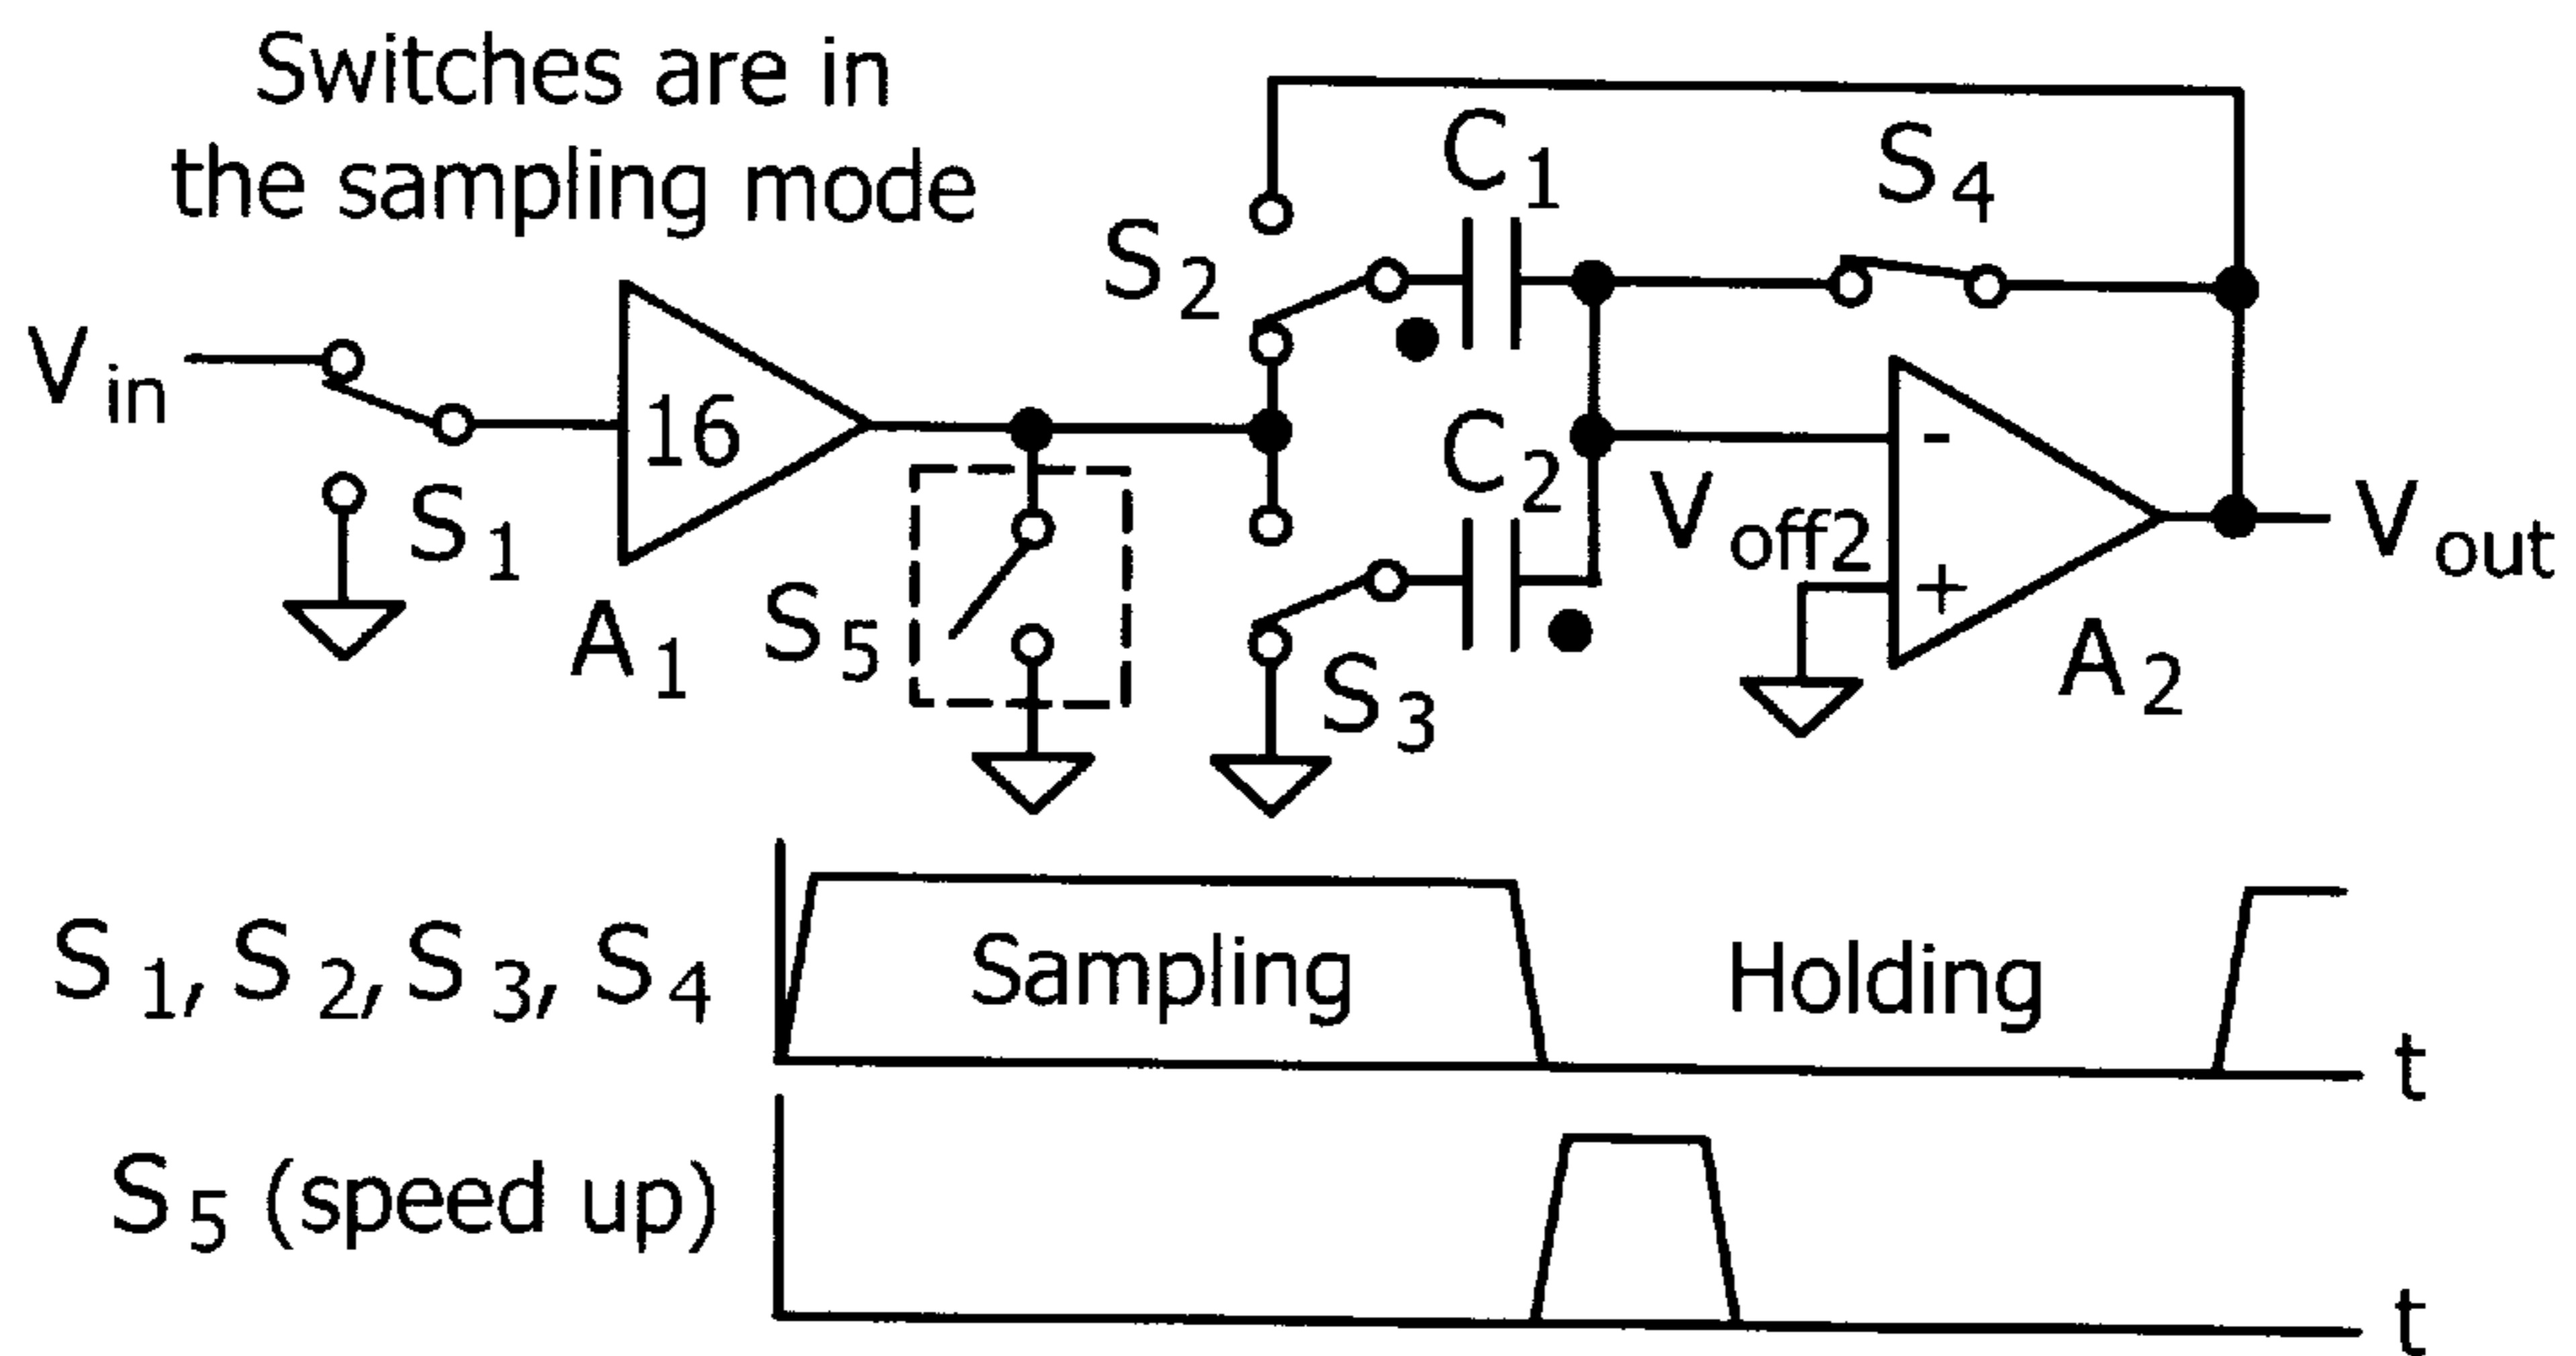 Switches are in
the sampling mode
C1
S4
S2
Vin
16
C2
-
Voff2
Vout
S1
S5
+
A1
S3
A2
S1, S2, S3, S4
Sampling
Holding
t
S5 (speed up)
t